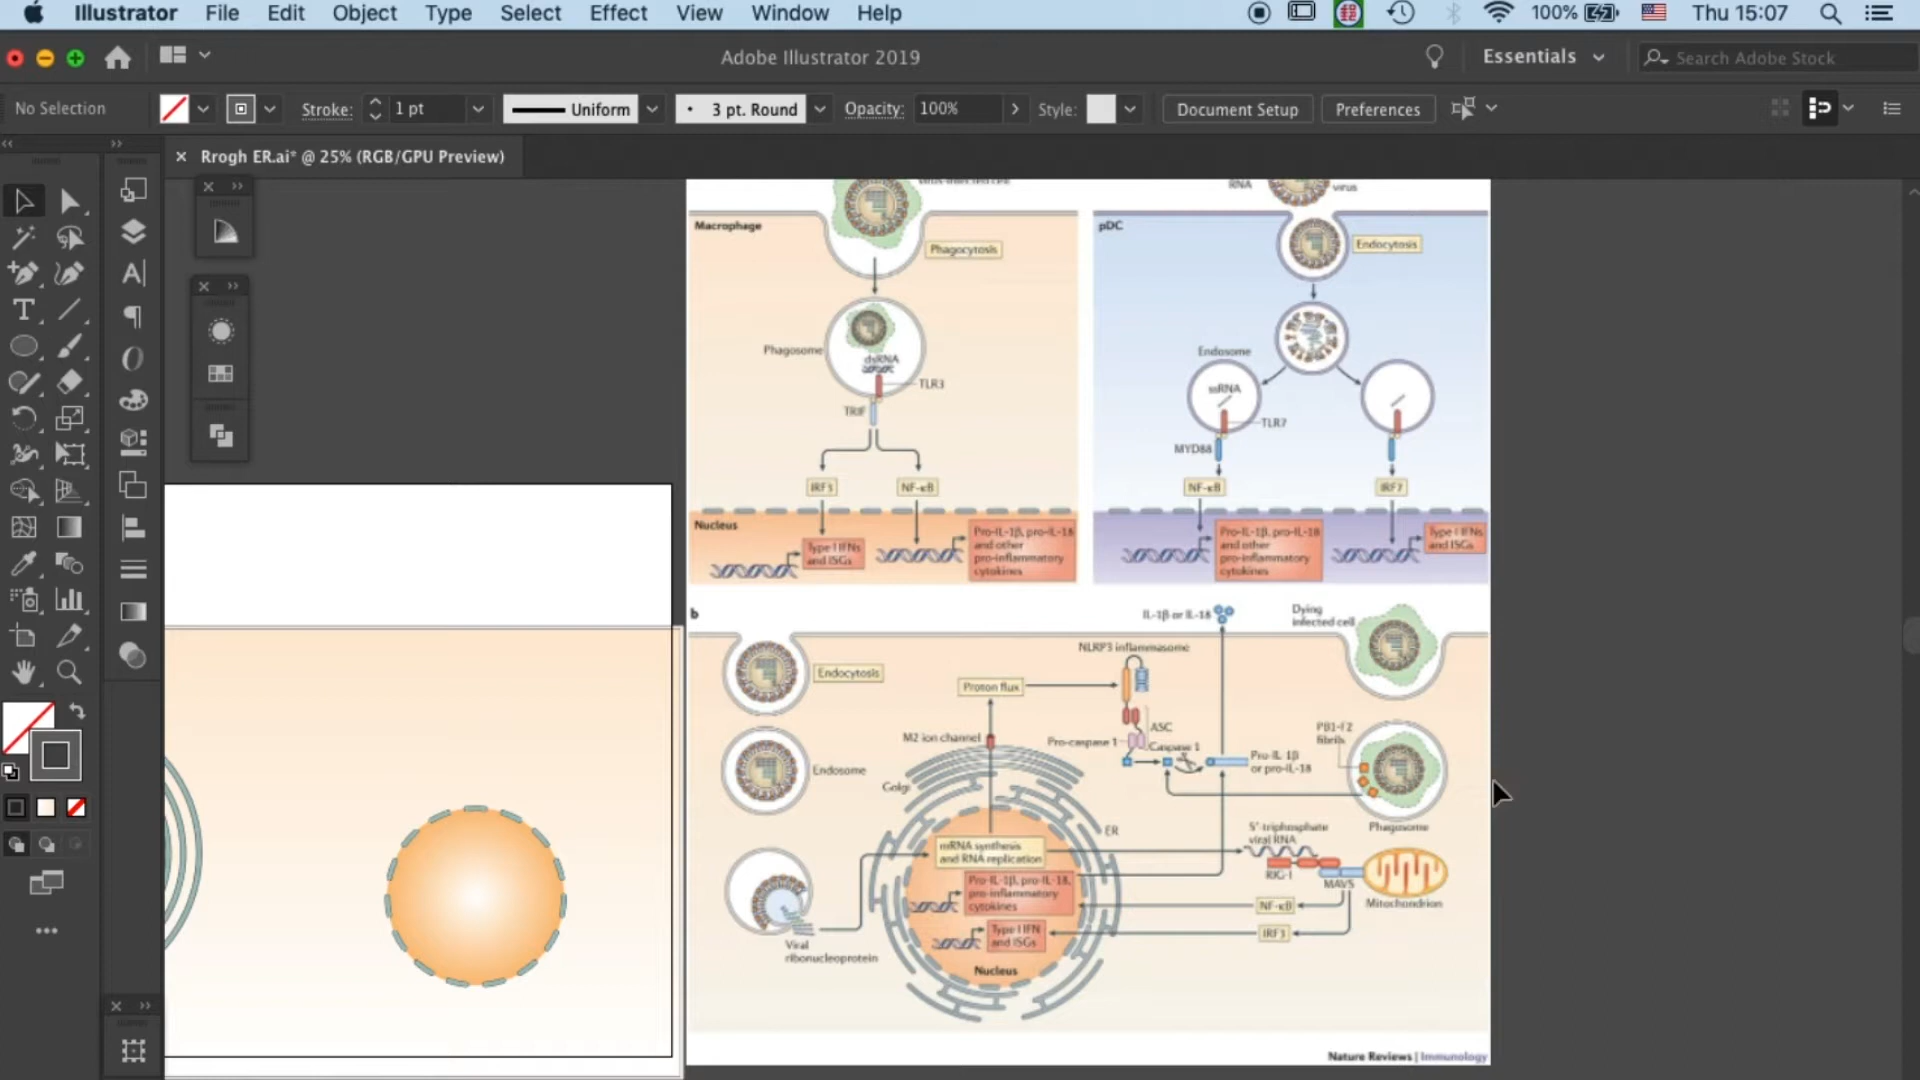 Illustrator File Edit Object Type Select Effect View Window Help 100% Thu 15:07
Adobe Illustrator 2019 Essentials Search Adobe Stock
No Selection Stroke: 1 pt Uniform 3 pt. Round Opacity: 100% Style: Document Setup Preferences
Rrogh ER.ai* @ 25% (RGB/GPU Preview)
virus-infected cell
RNA
virus
Macrophage
Phagocytosis
pDC
Endocytosis
Phagosome
dsRNA
TLR3
TRIF
Endosome
ssRNA
TLR7
MYD88
IRF3
NF-κB
NF-κB
IRF7
Nucleus
Type I IFNs
and ISGs
Pro-IL-1β, pro-IL-18
and other
pro-inflammatory
cytokines
Pro-IL-1β, pro-IL-18
and other
pro-inflammatory
cytokines
Type I IFNs
and ISGs
b
IL-1β or IL-18
Dying
infected cell
NLRP3 inflammasome
Endocytosis
Proton flux
M2 ion channel
ASC
Pro-caspase 1
Caspase 1
Pro-IL 1β
or pro-IL-18
PB1-F2
fibrils
Endosome
Golgi
ER
Phagosome
5'-triphosphate
viral RNA
mRNA synthesis
and RNA replication
RIG-I
MAVS
Mitochondrion
Pro-IL-1β, pro-IL-18,
pro-inflammatory
cytokines
NF-κB
Type I IFN
and ISGs
IRF3
Viral
ribonucleoprotein
Nucleus
Nature Reviews | Immunology